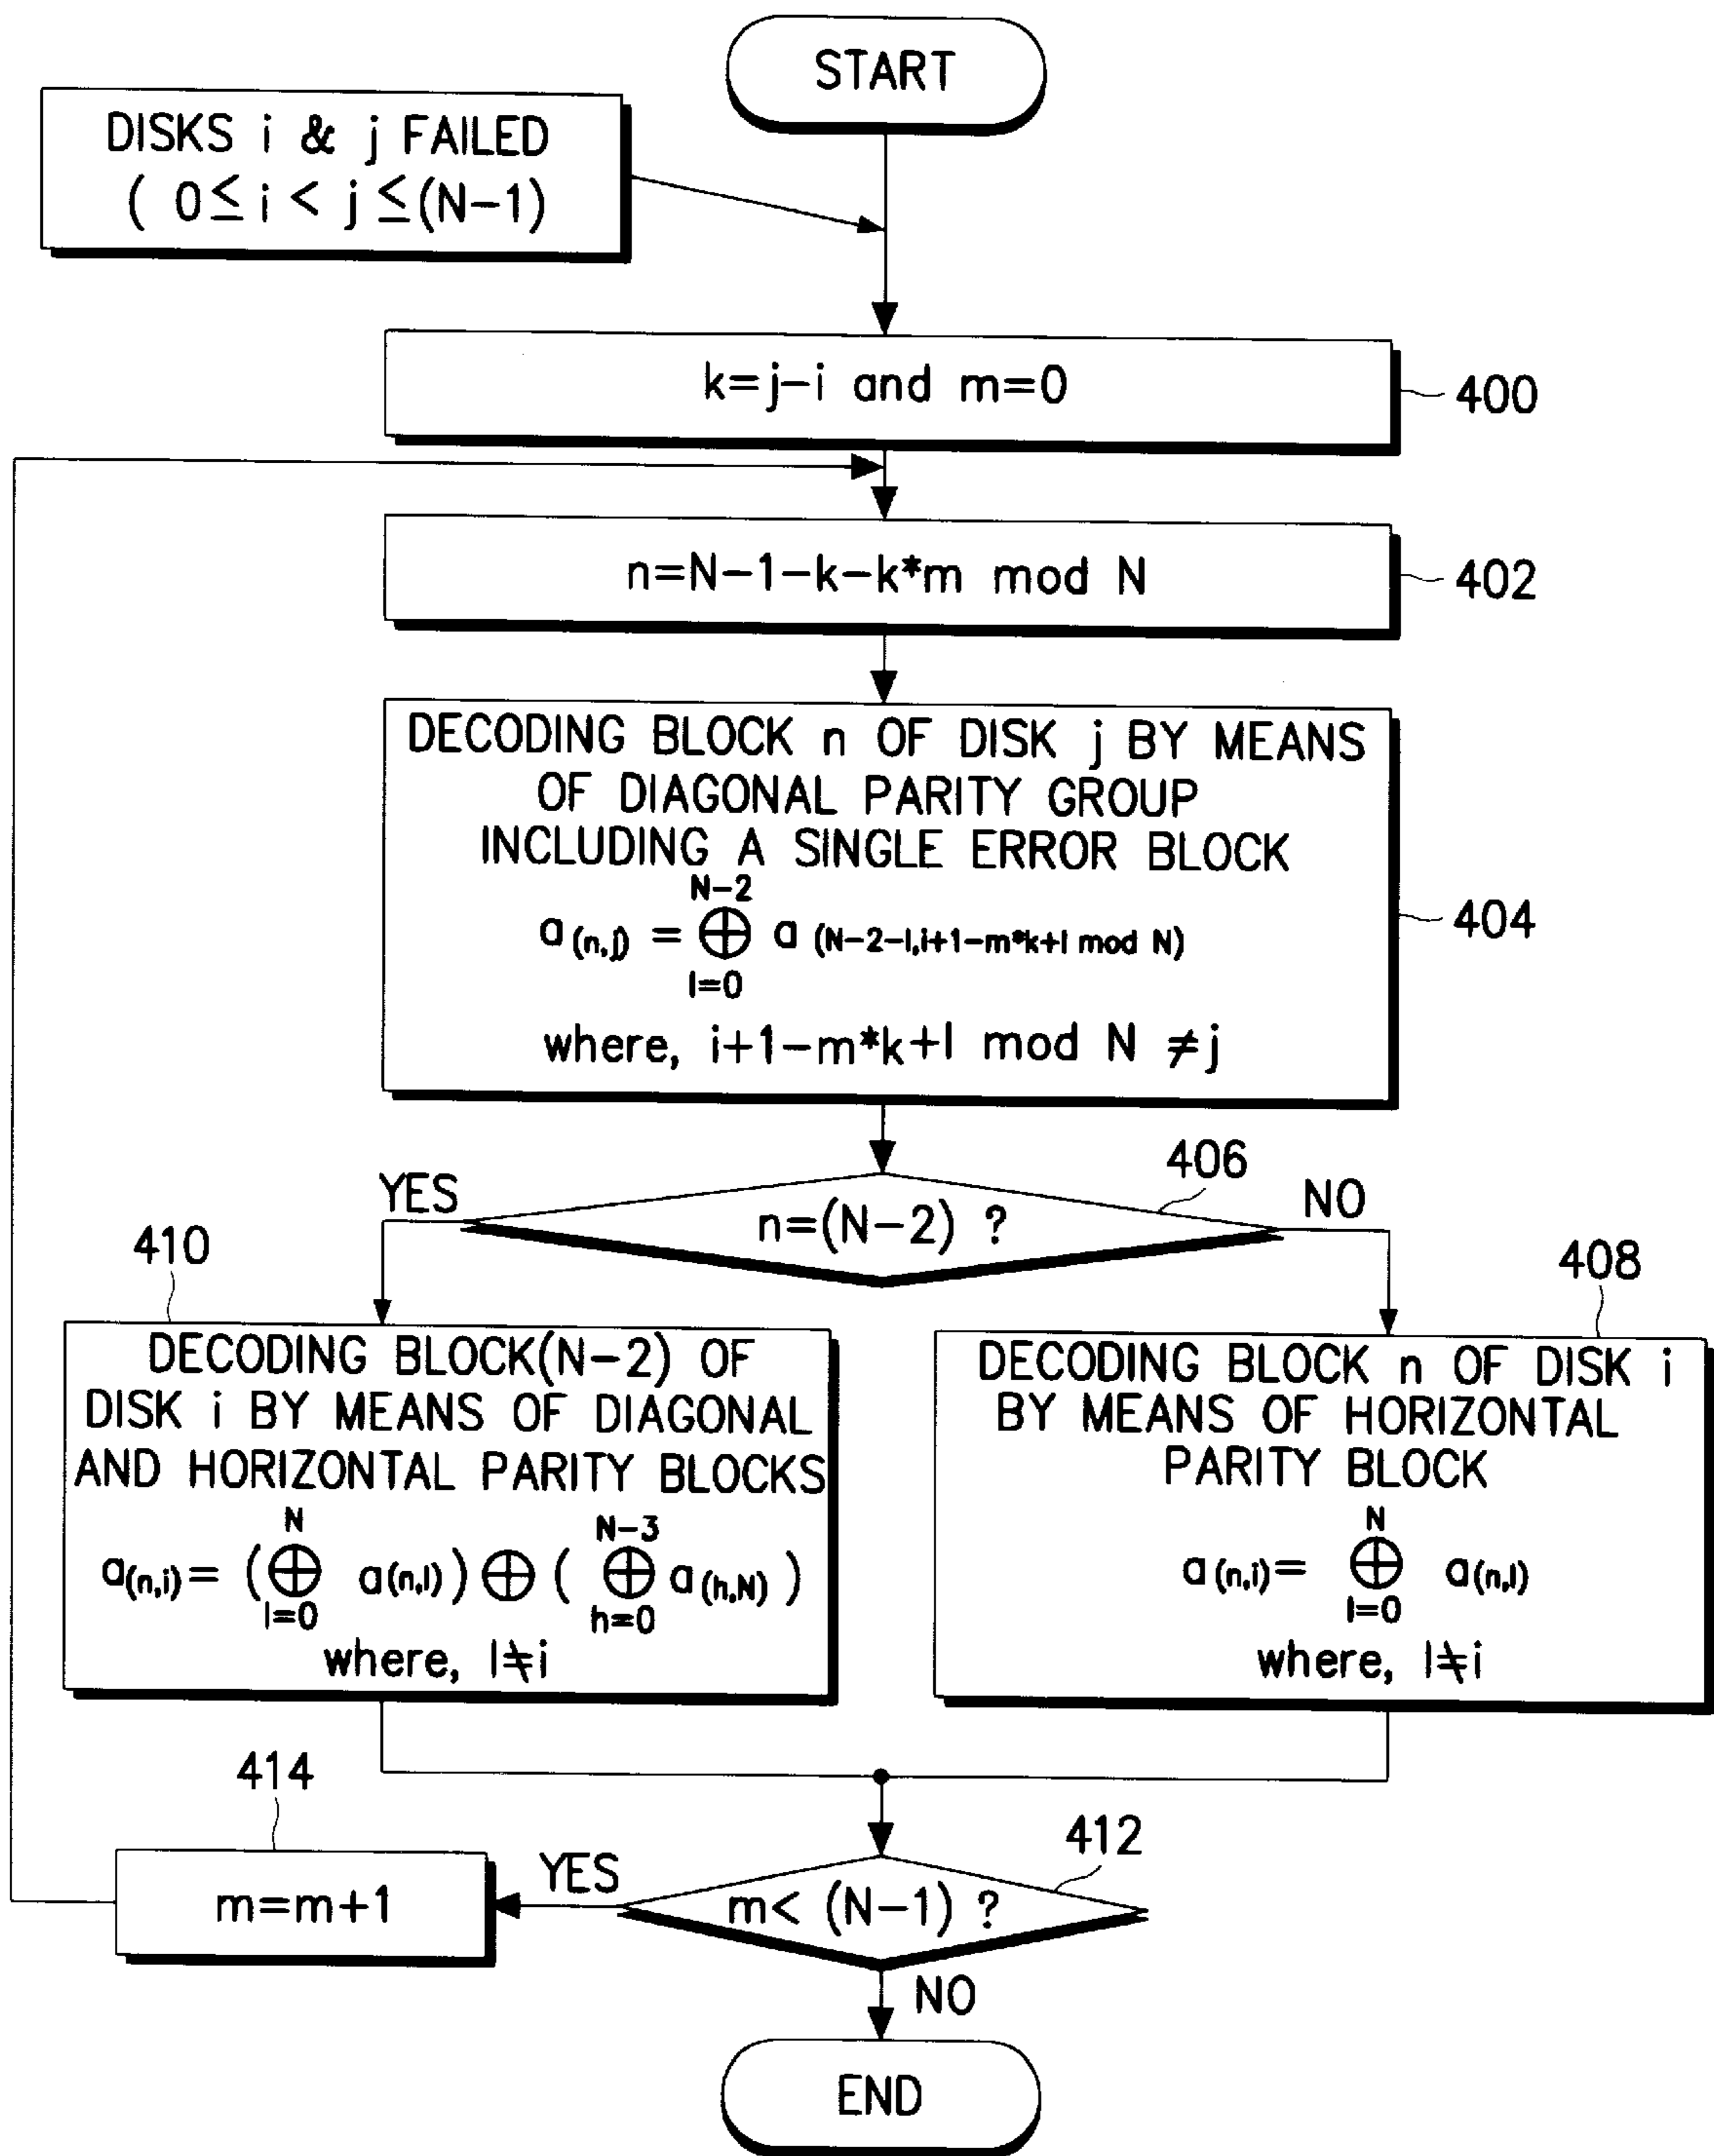 START
DISKS i & j FAILED
( 0≤i < j≤(N-1)
k=j-i and m=0
400
n=N-1-k-k*m mod N
402
DECODING BLOCK n OF DISK j BY MEANS
OF DIAGONAL PARITY GROUP
INCLUDING A SINGLE ERROR BLOCK
N-2
a(n,j) = ⊕ a (N-2-l,i+1-m*k+l mod N)
l=0
where, i+1-m*k+l mod N ≠j
404
406
YES
n=(N-2) ?
NO
410
DECODING BLOCK(N-2) OF
DISK i BY MEANS OF DIAGONAL
AND HORIZONTAL PARITY BLOCKS
N N-3
a(n,i)= (⊕ a(n,l)) ⊕ ( ⊕ a(h,N) )
l=0 h=0
where, l≠i
408
DECODING BLOCK n OF DISK i
BY MEANS OF HORIZONTAL
PARITY BLOCK
N
a(n,i)= ⊕ a(n,l)
l=0
where, l≠i
414
m=m+1
YES
412
m< (N-1) ?
NO
END